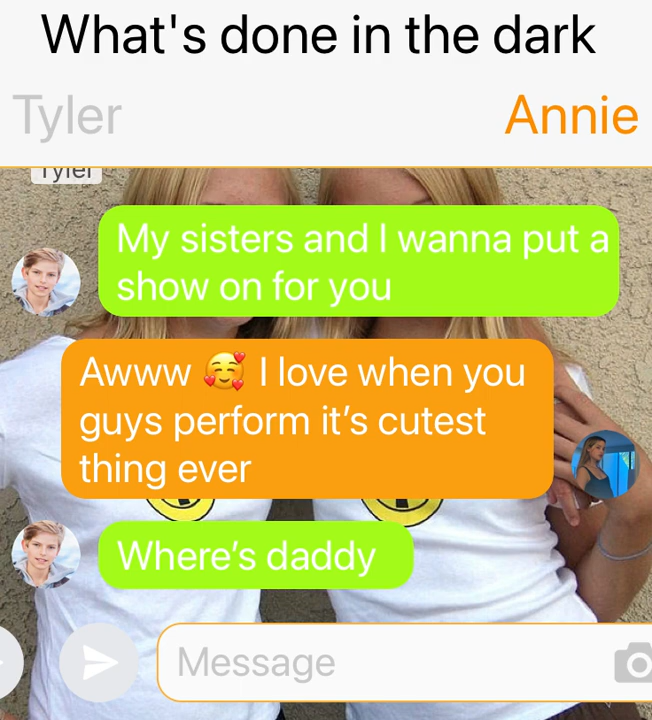 What's done in the dark
Tyler
Annie
Tyler
My sisters and I wanna put a
show on for you
Awww 🥰 I love when you
guys perform it’s cutest
thing ever
Where’s daddy
Message